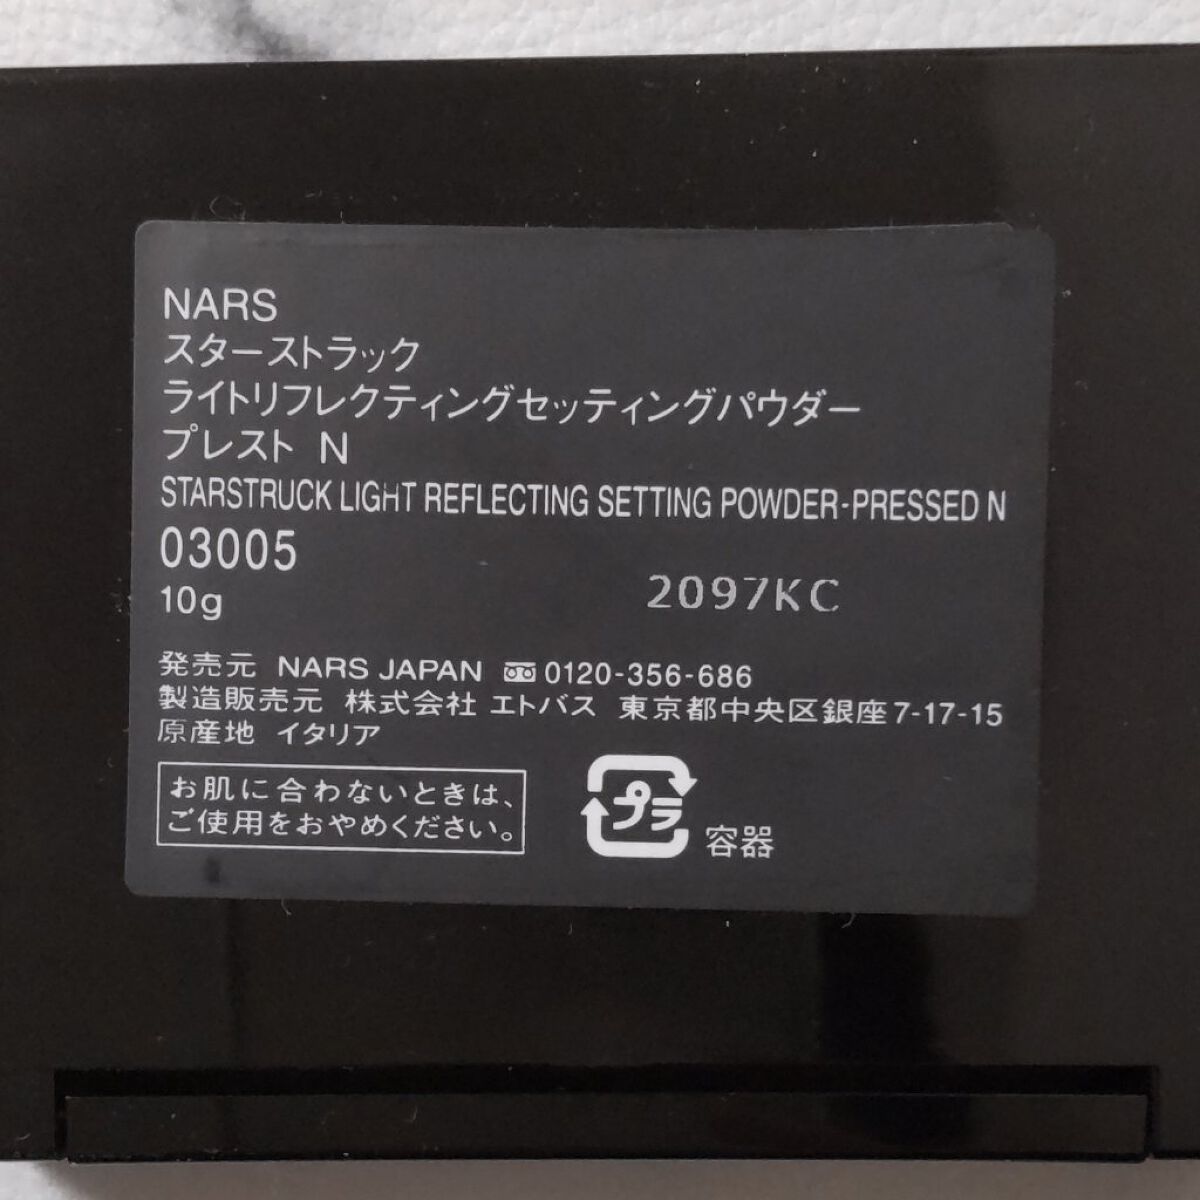 NARS
スターストラック
ライトリフレクティングセッティングパウダー
プレスト N
STARSTRUCK LIGHT REFLECTING SETTING POWDER-PRESSED N
03005
10g 2097KC
発売元 NARS JAPAN 0120-356-686
製造販売元 株式会社 エトバス 東京都中央区銀座7-17-15
原産地 イタリア
お肌に合わないときは、
ご使用をおやめください。
プラ 容器